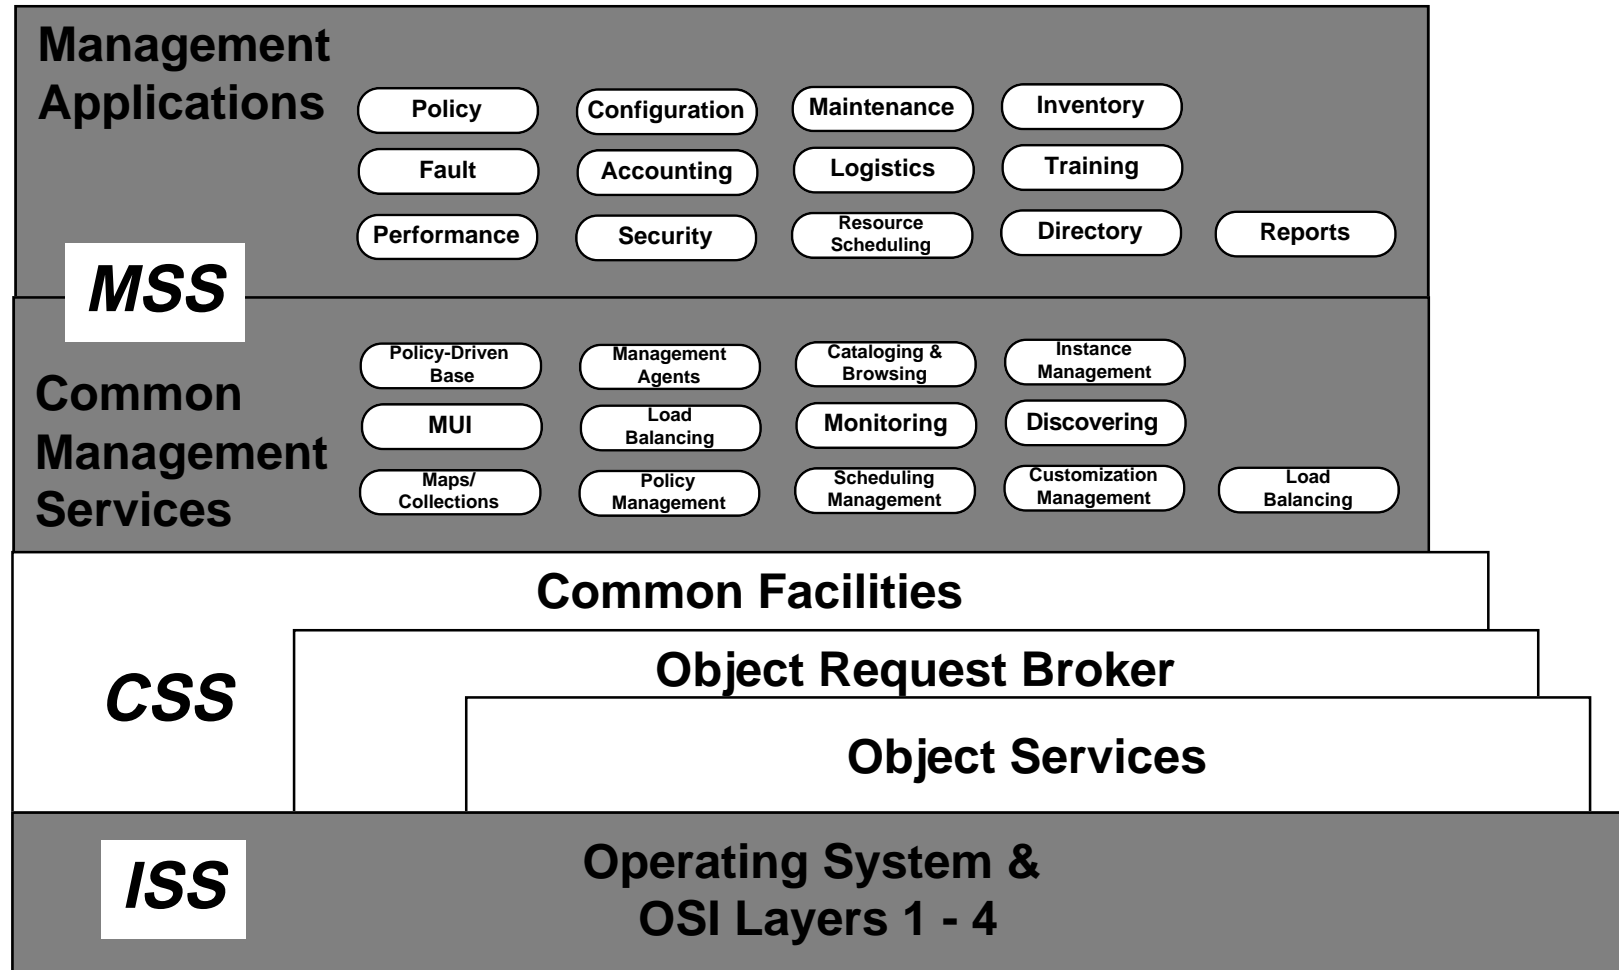 Management
Applications
Policy
Configuration
Maintenance
Inventory
Fault
Accounting
Logistics
Training
Performance
Security
Resource
Scheduling
Directory
Reports
MSS
Common
Management
Services
Policy-Driven
Base
Management
Agents
Cataloging &
Browsing
Instance
Management
MUI
Load
Balancing
Monitoring
Discovering
Maps/
Collections
Policy
Management
Scheduling
Management
Customization
Management
Load
Balancing
Common Facilities
Object Request Broker
CSS
Object Services
ISS
Operating System &
OSI Layers 1 - 4